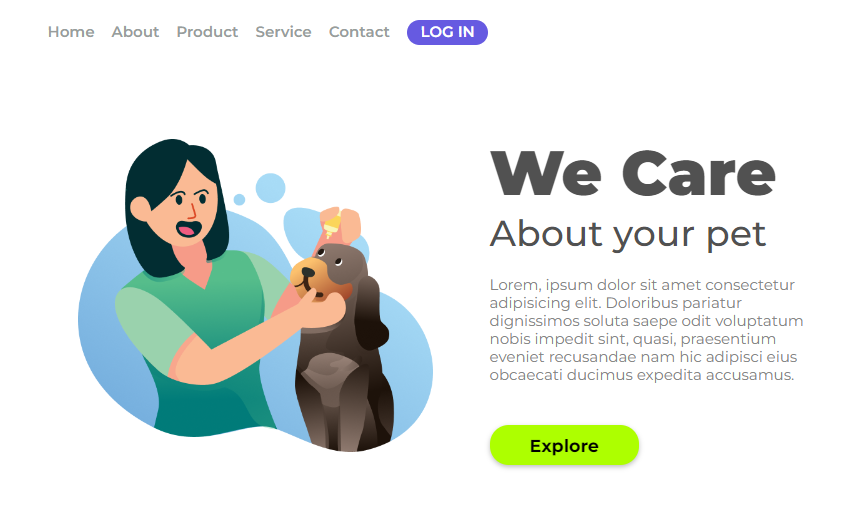 Home About Product Service Contact LOG IN
We Care
About your pet
Lorem, ipsum dolor sit amet consectetur
adipisicing elit. Doloribus pariatur
dignissimos soluta saepe odit voluptatum
nobis impedit sint, quasi, praesentium
eveniet recusandae nam hic adipisci eius
obcaecati ducimus expedita accusamus.
Explore